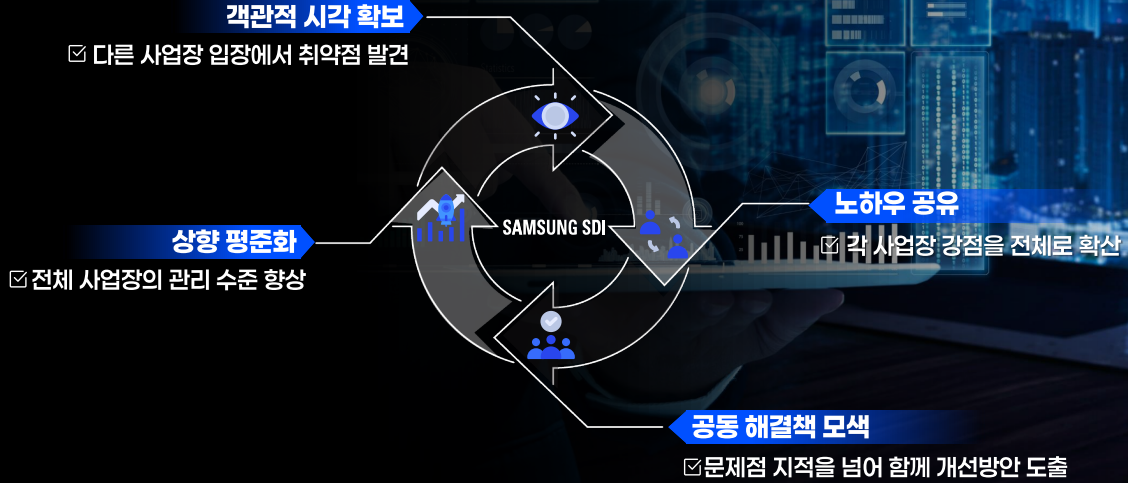 객관적 시각 확보
다른 사업장 입장에서 취약점 발견
노하우 공유
각 사업장 강점을 전체로 확산
SAMSUNG SDI
상향 평준화
전체 사업장의 관리 수준 향상
공동 해결책 모색
문제점 지적을 넘어 함께 개선방안 도출